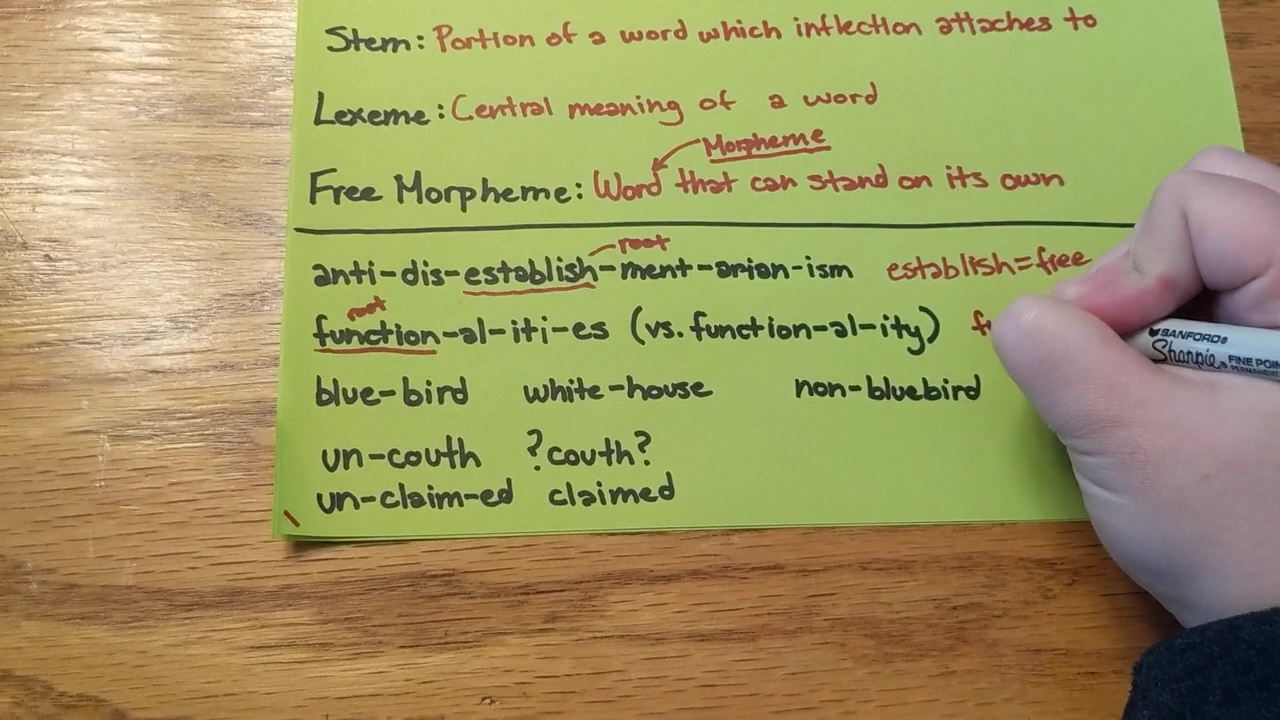 Stem: Portion of a word which inflection attaches to
Lexeme: Central meaning of a word
Morpheme
Free Morpheme: Word that can stand on its own
root
anti-dis-establish-ment-arian-ism establish=free
root
function-al-iti-es (vs. function-al-ity)
blue-bird white-house non-bluebird
un-couth ?couth?
un-claim-ed claimed
SANFORD®
Sharpie® FINE POINT